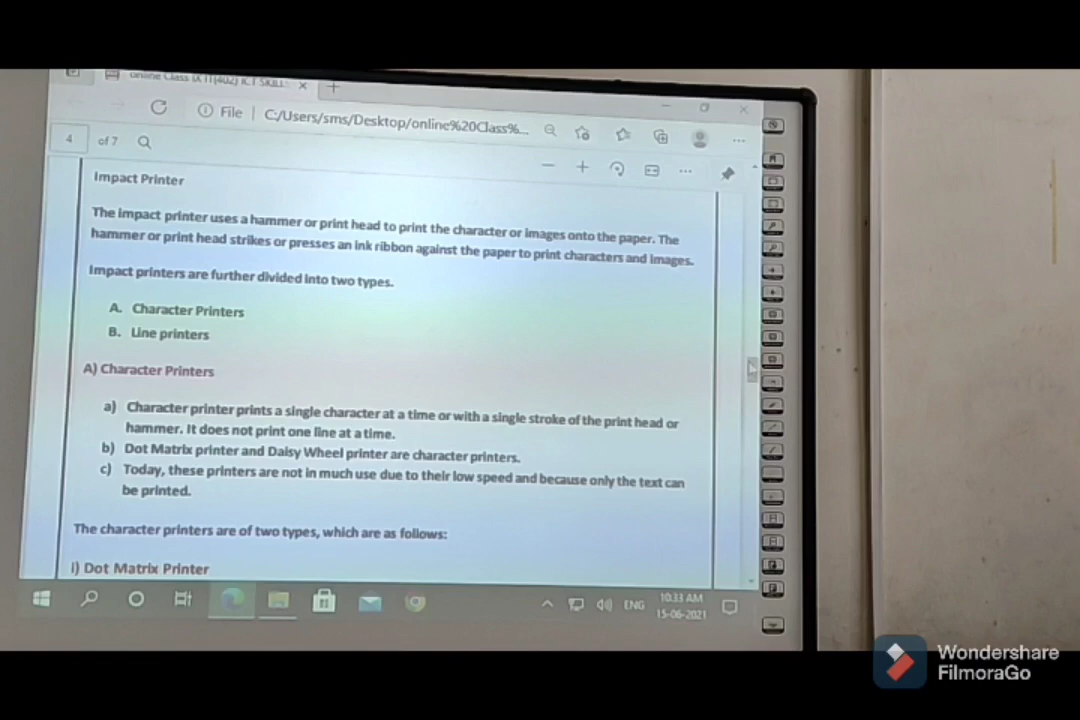 online Class IX IT(402) ICT SKILL
File | C:/Users/sms/Desktop/online%20Class%...
4 of 7
Impact Printer
The impact printer uses a hammer or print head to print the character or images onto the paper. The
hammer or print head strikes or presses an ink ribbon against the paper to print characters and images.
Impact printers are further divided into two types.
A. Character Printers
B. Line printers
A) Character Printers
a) Character printer prints a single character at a time or with a single stroke of the print head or
hammer. It does not print one line at a time.
b) Dot Matrix printer and Daisy Wheel printer are character printers.
c) Today, these printers are not in much use due to their low speed and because only the text can
be printed.
The character printers are of two types, which are as follows:
i) Dot Matrix Printer
ENG
10:33 AM
15-06-2021
Wondershare
FilmoraGo